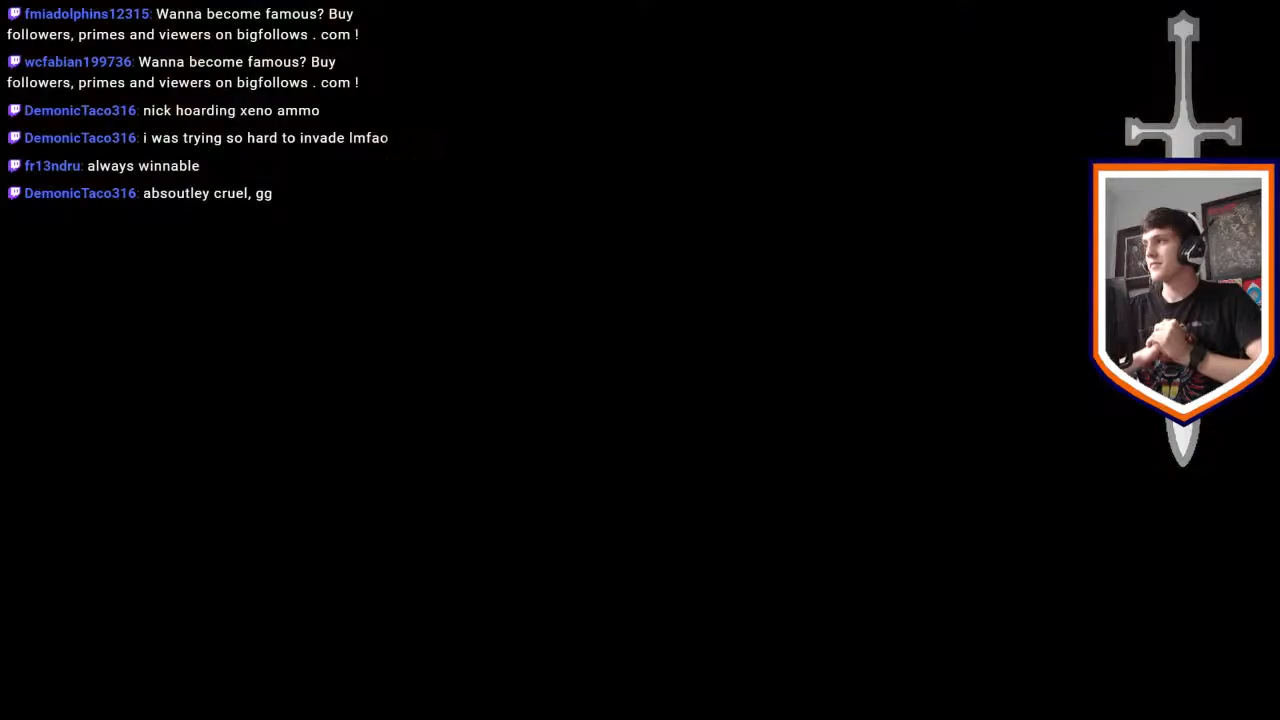 fmiadolphins12315: Wanna become famous? Buy
followers, primes and viewers on bigfollows . com !
wcfabian199736: Wanna become famous? Buy
followers, primes and viewers on bigfollows . com !
DemonicTaco316: nick hoarding xeno ammo
DemonicTaco316: i was trying so hard to invade lmfao
fr13ndru: always winnable
DemonicTaco316: absoutley cruel, gg